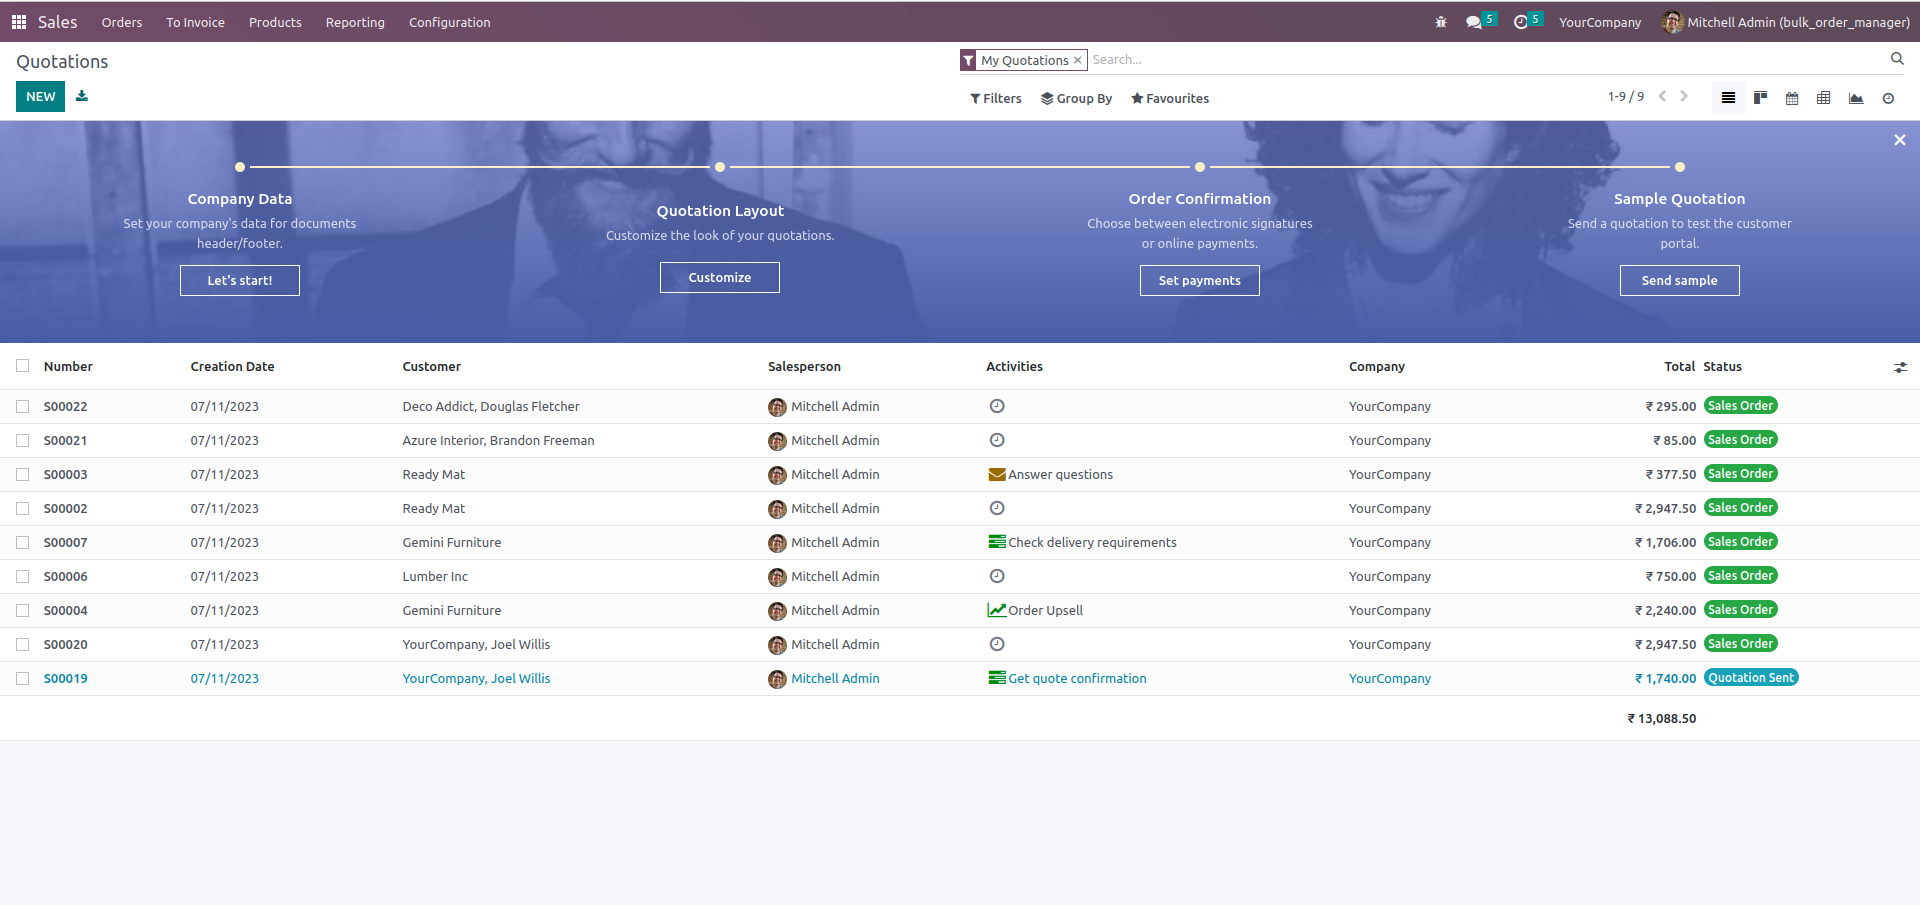 Sales Orders To Invoice Products Reporting Configuration 5 5 YourCompany Mitchell Admin (bulk_order_manager)
Quotations
My Quotations × Search...
NEW
Filters Group By Favourites 1-9 / 9
Company Data
Set your company's data for documents
header/footer.
Let's start!
Quotation Layout
Customize the look of your quotations.
Customize
Order Confirmation
Choose between electronic signatures
or online payments.
Set payments
Sample Quotation
Send a quotation to test the customer
portal.
Send sample
Number Creation Date Customer Salesperson Activities Company Total Status
S00022 07/11/2023 Deco Addict, Douglas Fletcher Mitchell Admin YourCompany ₹ 295.00 Sales Order
S00021 07/11/2023 Azure Interior, Brandon Freeman Mitchell Admin YourCompany ₹ 85.00 Sales Order
S00003 07/11/2023 Ready Mat Mitchell Admin Answer questions YourCompany ₹ 377.50 Sales Order
S00002 07/11/2023 Ready Mat Mitchell Admin YourCompany ₹ 2,947.50 Sales Order
S00007 07/11/2023 Gemini Furniture Mitchell Admin Check delivery requirements YourCompany ₹ 1,706.00 Sales Order
S00006 07/11/2023 Lumber Inc Mitchell Admin YourCompany ₹ 750.00 Sales Order
S00004 07/11/2023 Gemini Furniture Mitchell Admin Order Upsell YourCompany ₹ 2,240.00 Sales Order
S00020 07/11/2023 YourCompany, Joel Willis Mitchell Admin YourCompany ₹ 2,947.50 Sales Order
S00019 07/11/2023 YourCompany, Joel Willis Mitchell Admin Get quote confirmation YourCompany ₹ 1,740.00 Quotation Sent
₹ 13,088.50